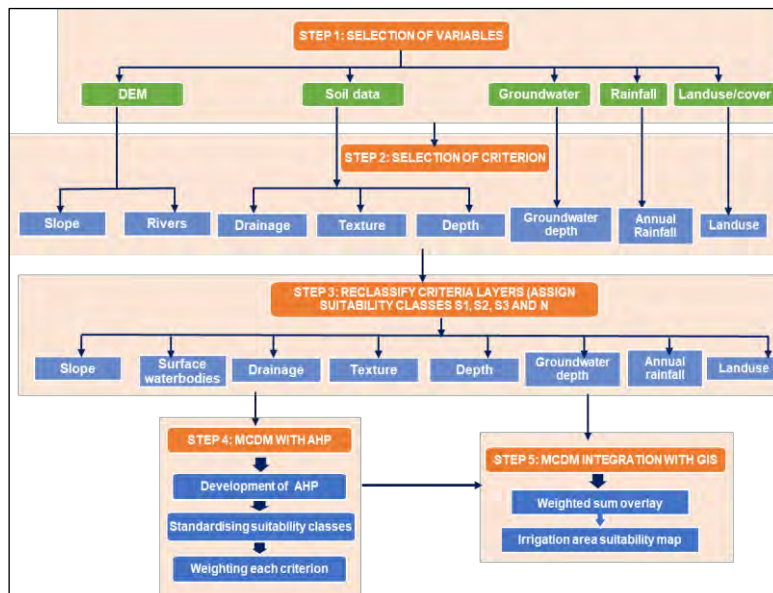 STEP 1: SELECTION OF VARIABLES
DEM
Soil data
Groundwater
Rainfall
Landuse/cover
STEP 2: SELECTION OF CRITERION
Slope
Rivers
Drainage
Texture
Depth
Groundwater
depth
Annual
Rainfall
Landuse
STEP 3: RECLASSIFY CRITERIA LAYERS (ASSIGN
SUITABILITY CLASSES S1, S2, S3 AND N
Slope
Surface
waterbodies
Drainage
Texture
Depth
Groundwater
depth
Annual
rainfall
Landuse
STEP 4: MCDM WITH AHP
Development of AHP
Standardising suitability classes
Weighting each criterion
STEP 5: MCDM INTEGRATION WITH GIS
Weighted sum overlay
Irrigation area suitability map